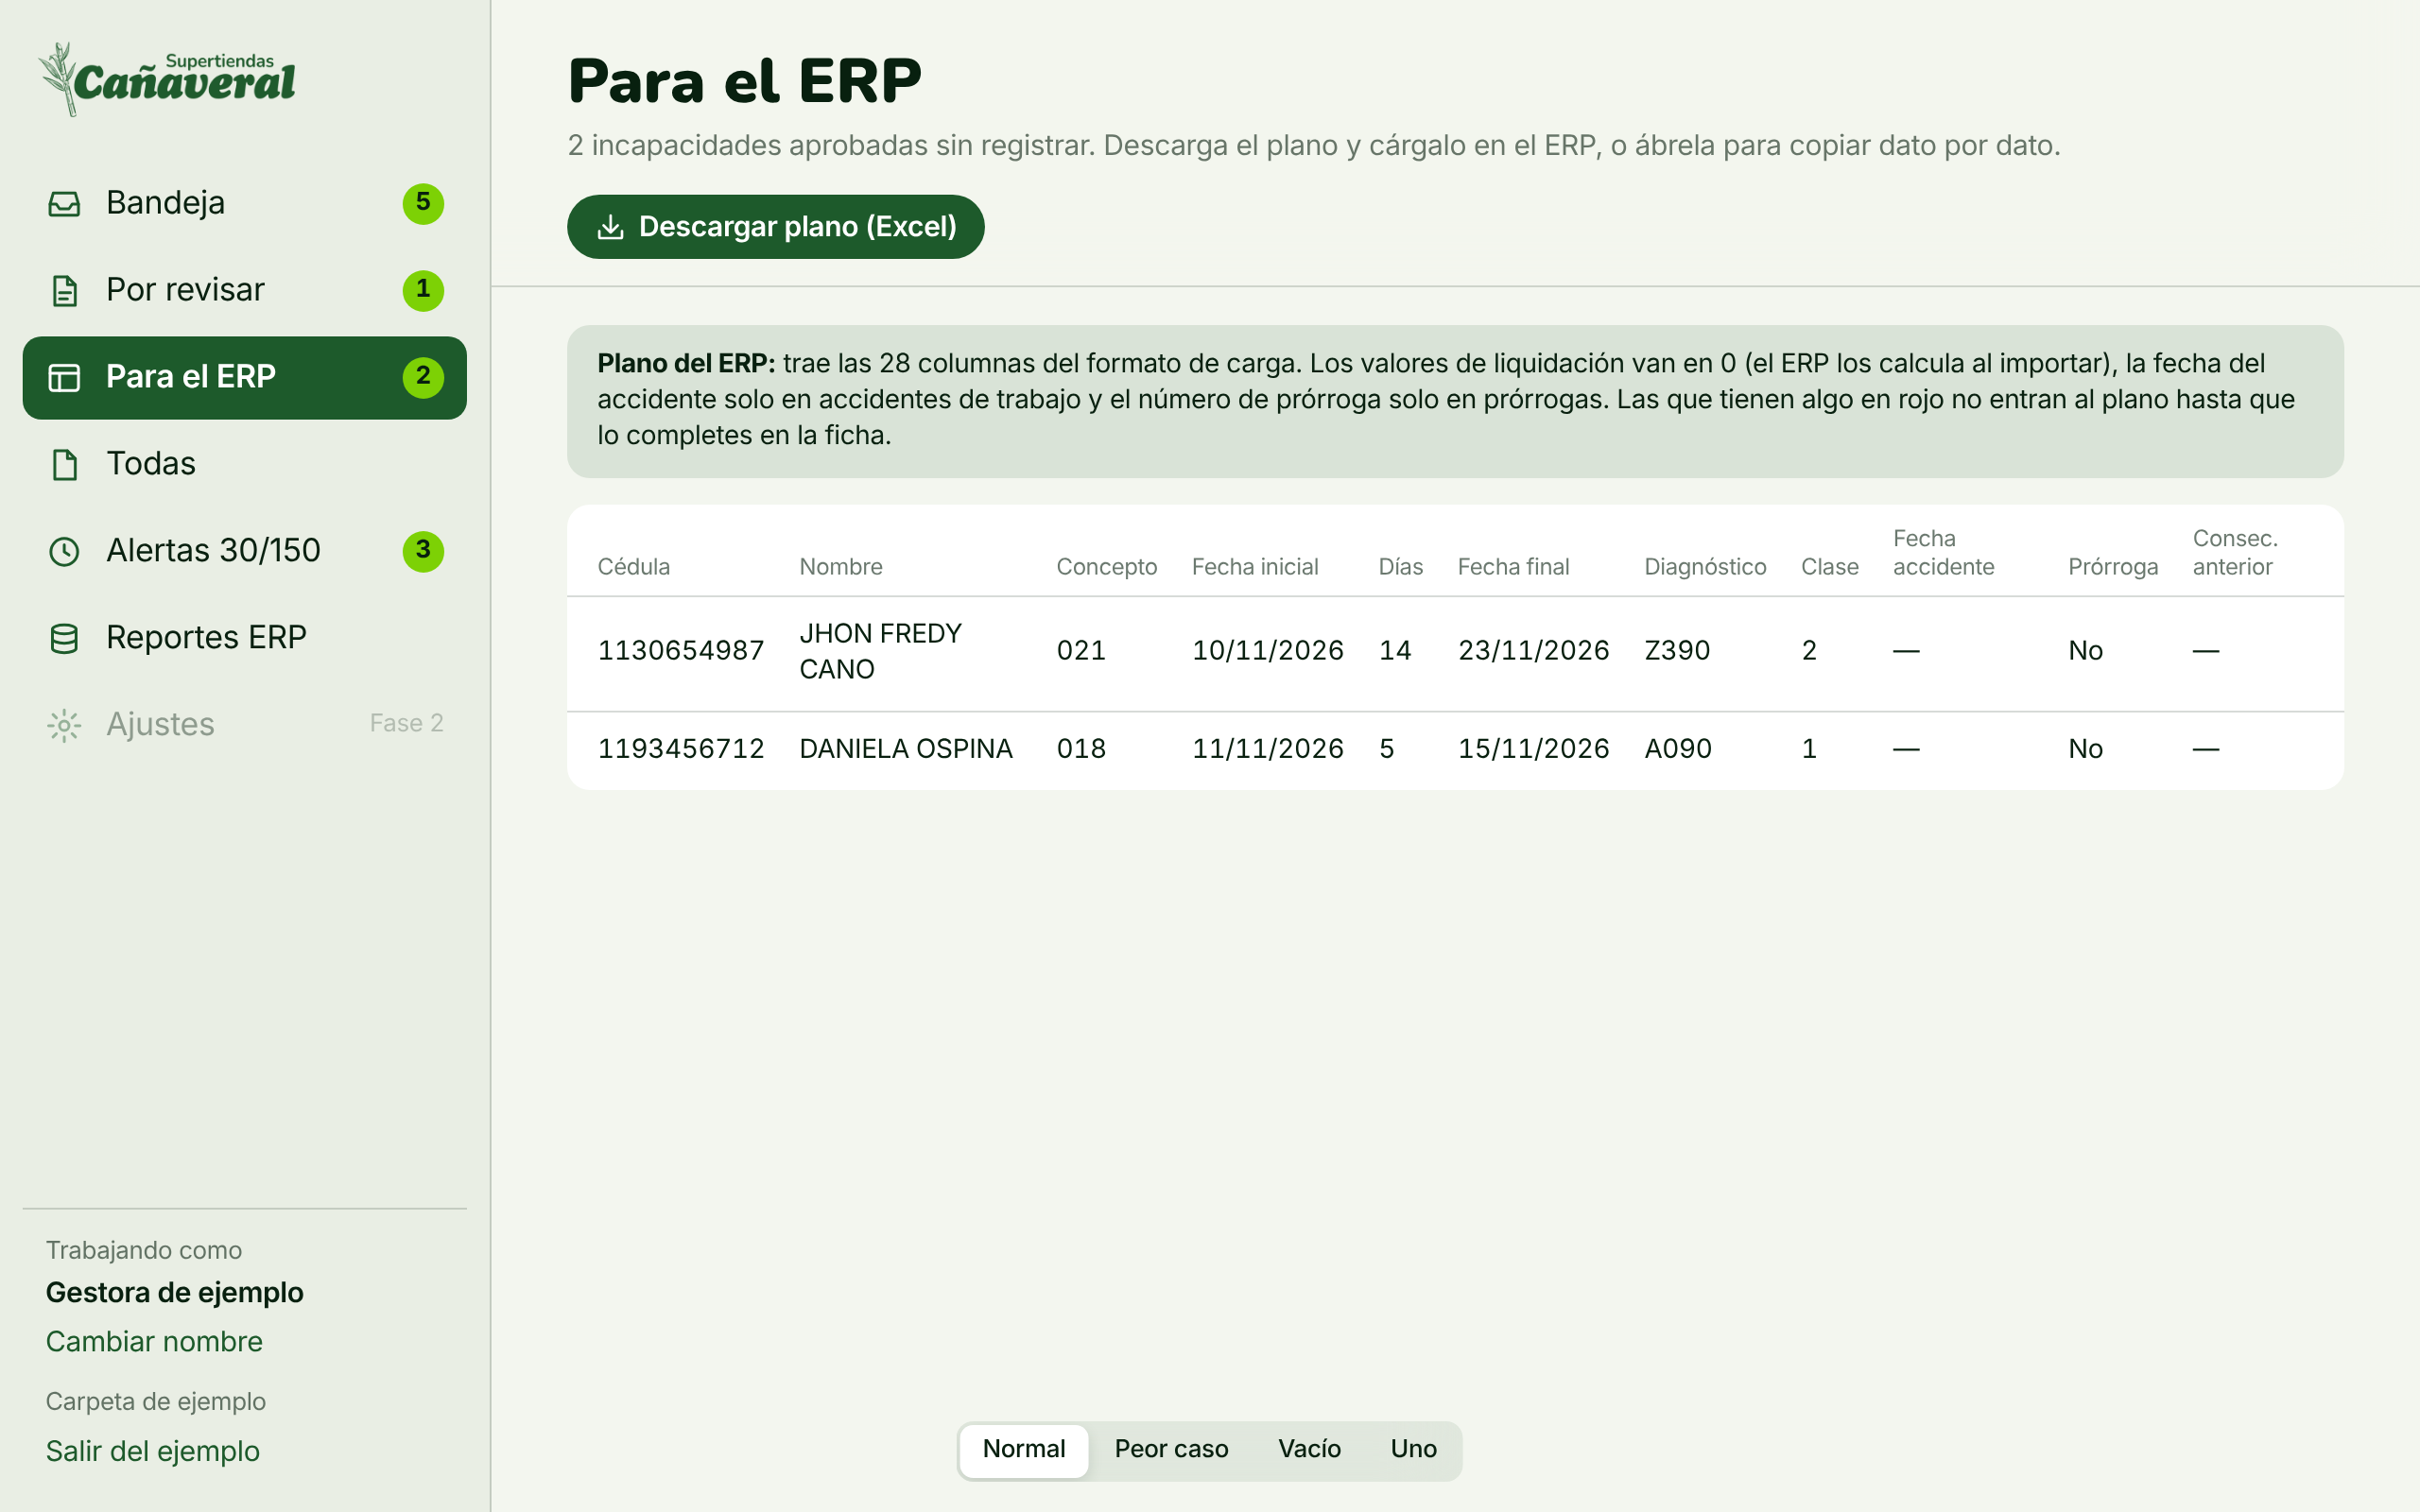 Supertiendas
Cañaveral
Bandeja 5
Por revisar 1
Para el ERP 2
Todas
Alertas 30/150 3
Reportes ERP
Ajustes Fase 2
Trabajando como
Gestora de ejemplo
Cambiar nombre
Carpeta de ejemplo
Salir del ejemplo
Para el ERP
2 incapacidades aprobadas sin registrar. Descarga el plano y cárgalo en el ERP, o ábrela para copiar dato por dato.
Descargar plano (Excel)
Plano del ERP: trae las 28 columnas del formato de carga. Los valores de liquidación van en 0 (el ERP los calcula al importar), la fecha del
accidente solo en accidentes de trabajo y el número de prórroga solo en prórrogas. Las que tienen algo en rojo no entran al plano hasta que
lo completes en la ficha.
Cédula Nombre Concepto Fecha inicial Días Fecha final Diagnóstico Clase Fecha accidente Prórroga Consec. anterior
1130654987 JHON FREDY CANO 021 10/11/2026 14 23/11/2026 Z390 2 — No —
1193456712 DANIELA OSPINA 018 11/11/2026 5 15/11/2026 A090 1 — No —
Normal Peor caso Vacío Uno